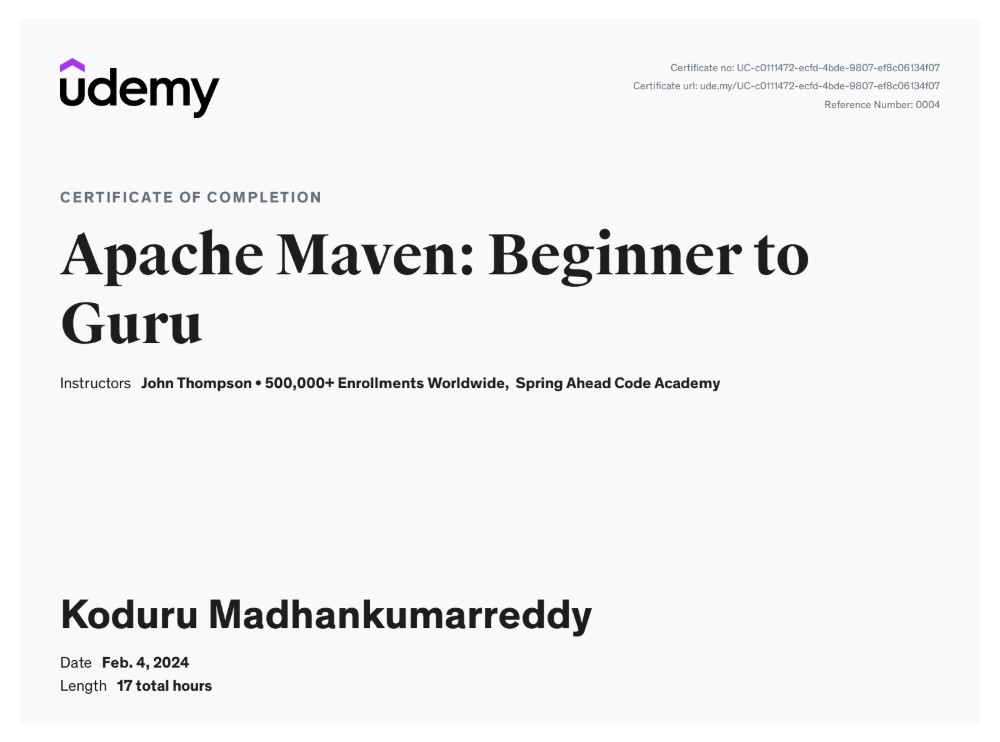 udemy
Certificate no: UC-c0111472-ecfd-4bde-9807-ef8c06134f07
Certificate url: ude.my/UC-c0111472-ecfd-4bde-9807-ef8c06134f07
Reference Number: 0004
CERTIFICATE OF COMPLETION
Apache Maven: Beginner to
Guru
Instructors John Thompson • 500,000+ Enrollments Worldwide, Spring Ahead Code Academy
Koduru Madhankumarreddy
Date Feb. 4, 2024
Length 17 total hours